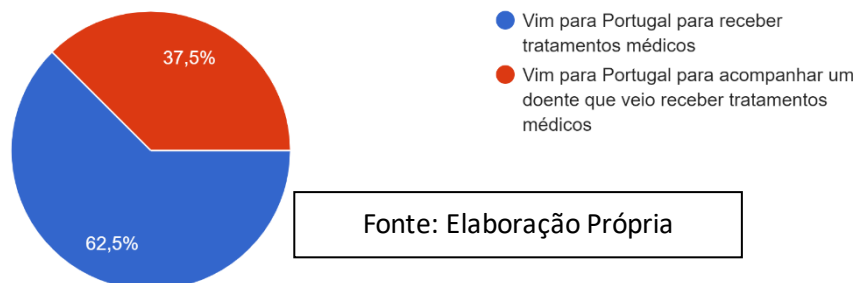 37,5%
62,5%
Vim para Portugal para receber
tratamentos médicos
Vim para Portugal para acompanhar um
doente que veio receber tratamentos
médicos
Fonte: Elaboração Própria